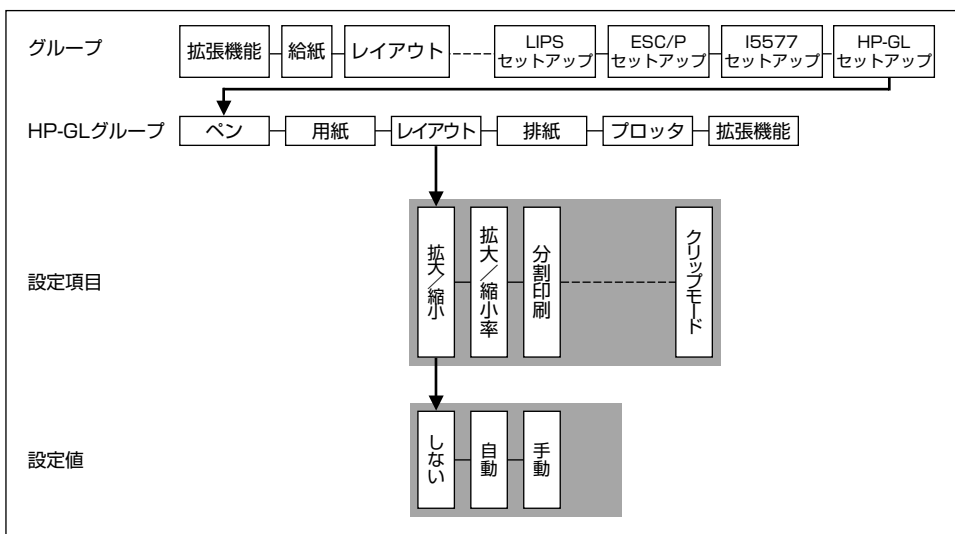 グループ
拡張機能
給紙
レイアウト
LIPS
セットアップ
ESC/P
セットアップ
I5577
セットアップ
HP-GL
セットアップ
HP-GLグループ
ペン
用紙
レイアウト
排紙
プロッタ
拡張機能
設定項目
拡大／縮小
拡大／縮小率
分割印刷
クリップモード
設定値
しない
自動
手動